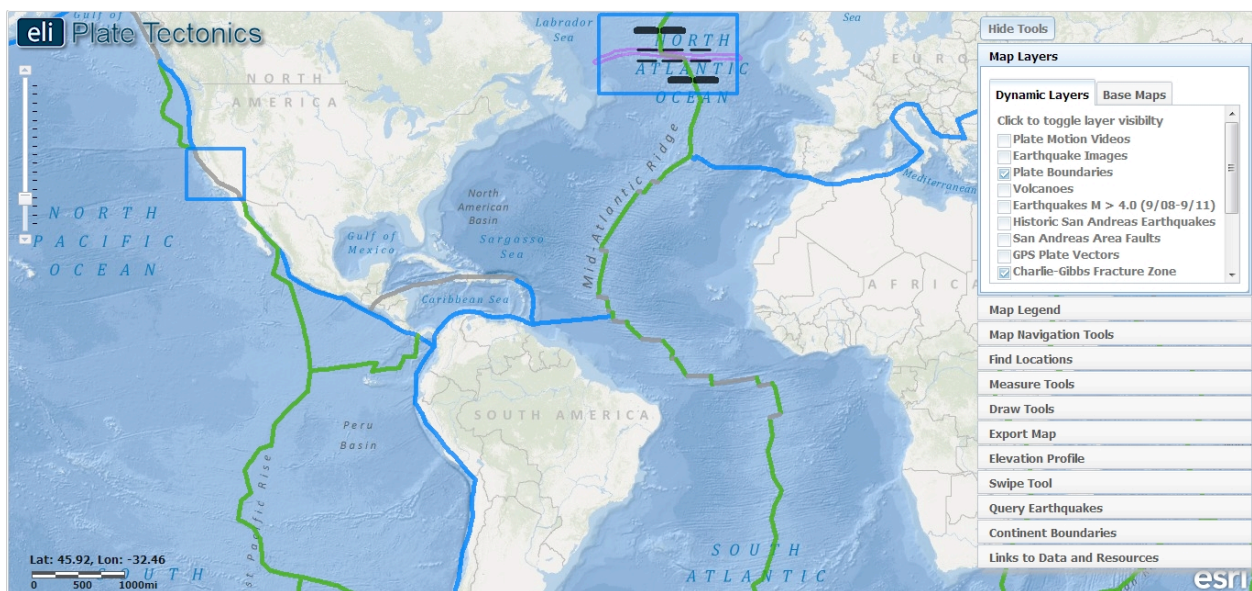 eli Plate Tectonics
Gulf of
Labrador
Sea
Sea
NORTH
ATLANTIC
OCEAN
NORTH
AMERICA
EURO
NORTH
PACIFIC
OCEAN
North
American
Basin
Gulf of
Mexico
Sargasso
Sea
Mid-Atlantic Ridge
Mediterranean
Caribbean Sea
AFRICA
SOUTH AMERICA
Peru
Basin
st Pacific Rise
SOUTH
ATLANTIC
SOUTH
Lat: 45.92, Lon: -32.46
0 500 1000mi
Hide Tools
Map Layers
Dynamic Layers
Base Maps
Click to toggle layer visibilty
Plate Motion Videos
Earthquake Images
Plate Boundaries
Volcanoes
Earthquakes M > 4.0 (9/08-9/11)
Historic San Andreas Earthquakes
San Andreas Area Faults
GPS Plate Vectors
Charlie-Gibbs Fracture Zone
Map Legend
Map Navigation Tools
Find Locations
Measure Tools
Draw Tools
Export Map
Elevation Profile
Swipe Tool
Query Earthquakes
Continent Boundaries
Links to Data and Resources
esri